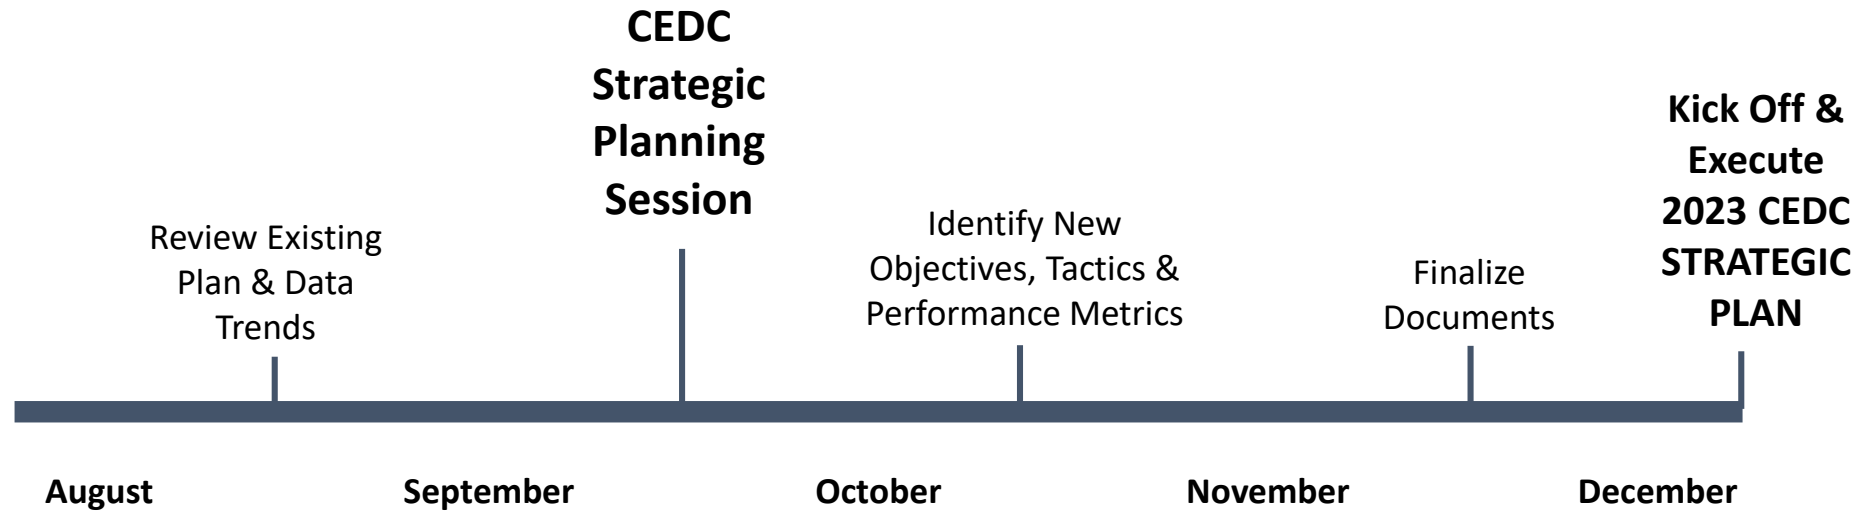 CEDC
Strategic
Planning
Session
Kick Off &
Execute
2023 CEDC
STRATEGIC
PLAN
Review Existing
Plan & Data
Trends
Identify New
Objectives, Tactics &
Performance Metrics
Finalize
Documents
August
September
October
November
December